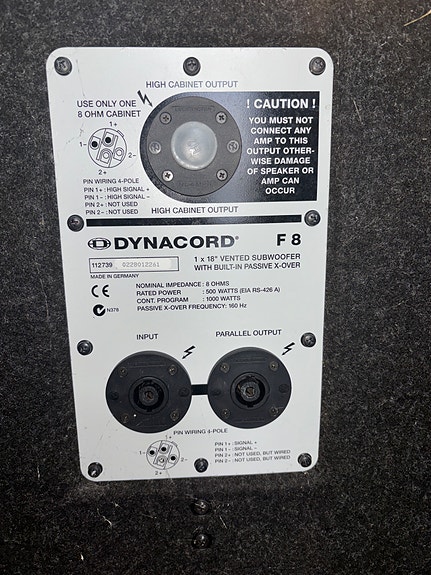 HIGH CABINET OUTPUT
USE ONLY ONE
8 OHM CABINET
1+
1-
2-
2+
PIN WIRING 4-POLE
PIN 1+ : HIGH SIGNAL +
PIN 1- : HIGH SIGNAL -
PIN 2+ : NOT USED
PIN 2- : NOT USED
HIGH CABINET OUTPUT
! CAUTION !
YOU MUST NOT
CONNECT ANY
AMP TO THIS
OUTPUT OTHER-
WISE DAMAGE
OF SPEAKER OR
AMP CAN
OCCUR
DYNACORD® F 8
112739 0228012261
MADE IN GERMANY
1 x 18" VENTED SUBWOOFER
WITH BUILT-IN PASSIVE X-OVER
CE
N378
NOMINAL IMPEDANCE : 8 OHMS
RATED POWER : 500 WATTS (EIA RS-426 A)
CONT. PROGRAM : 1000 WATTS
PASSIVE X-OVER FREQUENCY: 160 Hz
INPUT
PARALLEL OUTPUT
PIN WIRING 4-POLE
1+
1-
2-
2+
PIN 1+ : SIGNAL +
PIN 1- : SIGNAL -
PIN 2+ : NOT USED, BUT WIRED
PIN 2- : NOT USED, BUT WIRED